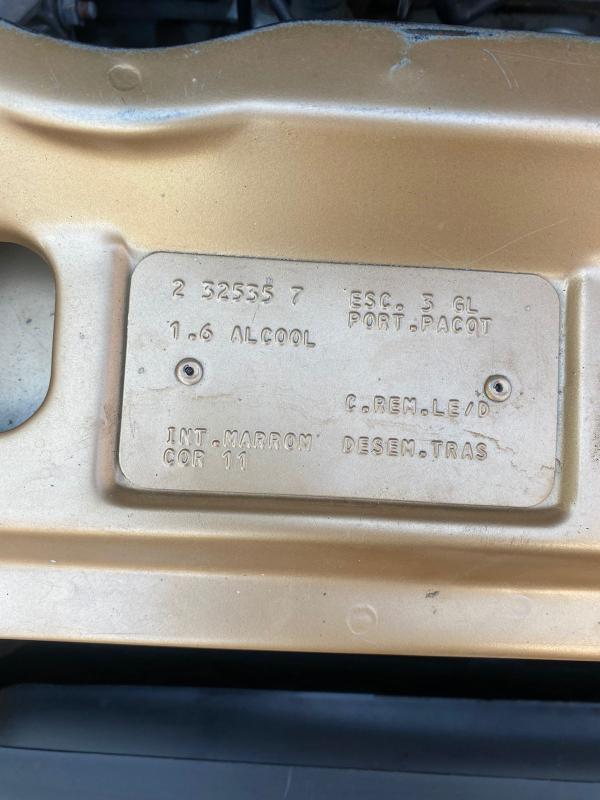 2 32535 7 ESC. 3 GL
PORT.PACOT
1.6 ALCOOL
C.REM.LE/D
INT.MARROM DESEM.TRAS
COR 11